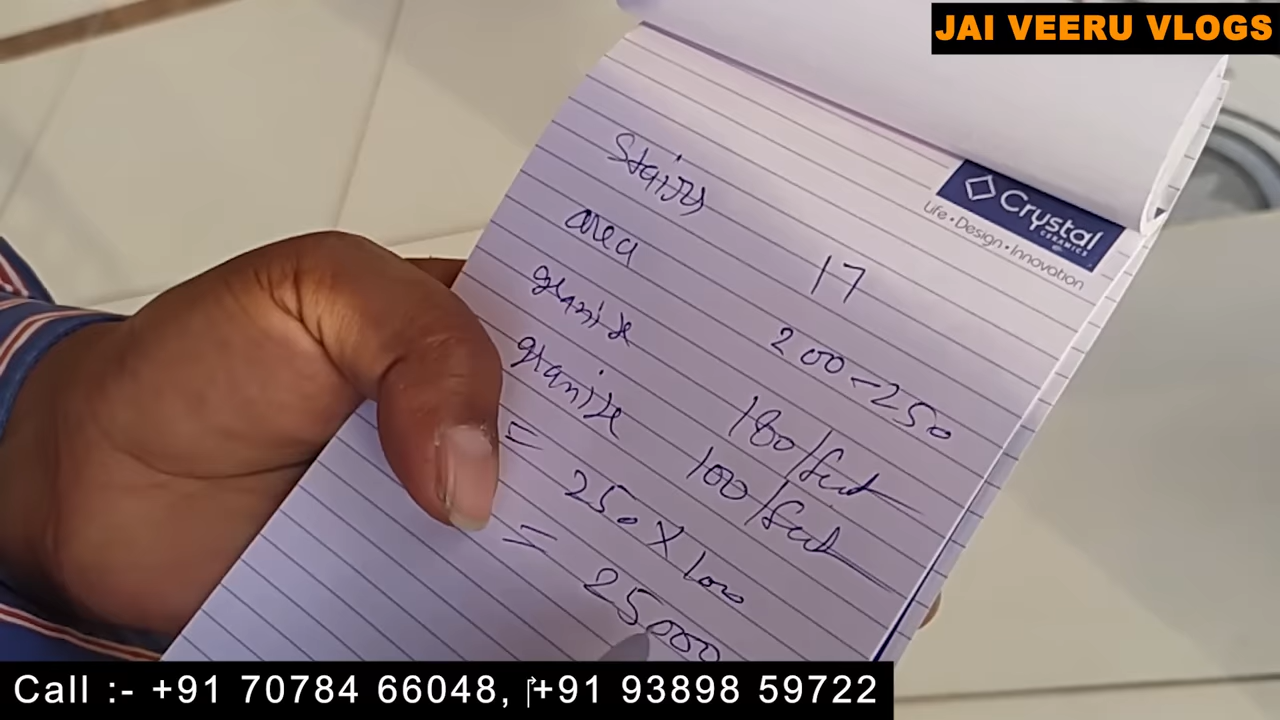 JAI VEERU VLOGS
Crystal
CERAMICS
Life • Design • Innovation
Stairs 17
area 200-250
granite 180/feet
granite 100/feet
= 250 X 100
= 25000
Call :- +91 70784 66048, +91 93898 59722